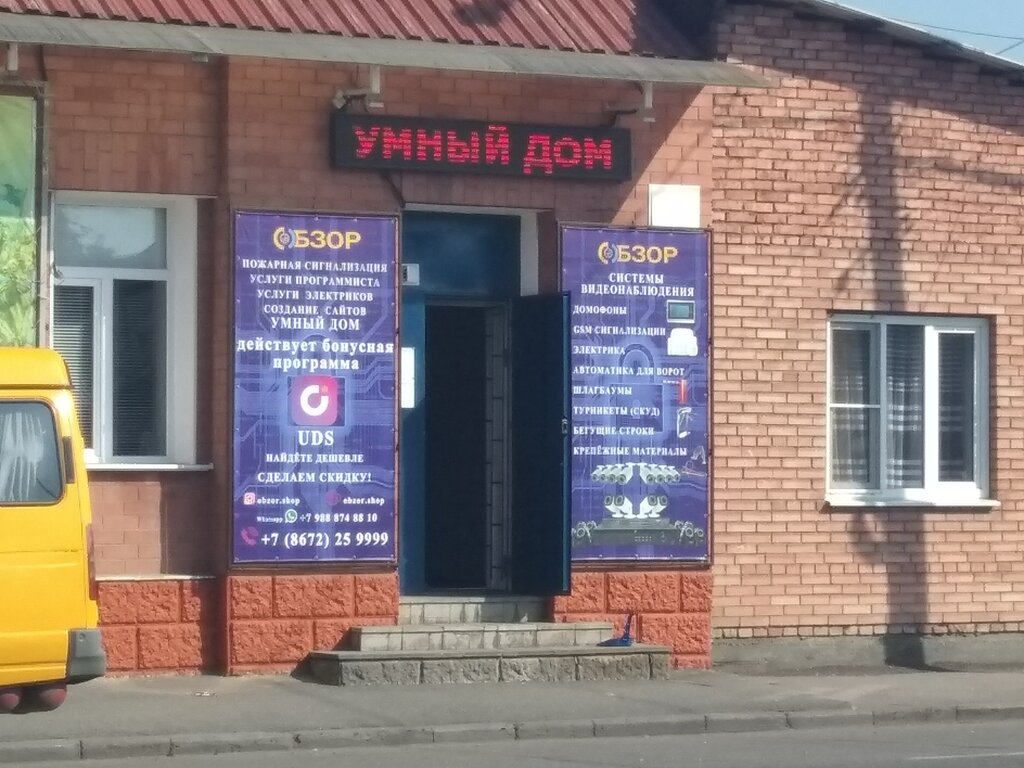 УМНЫЙ ДОМ
ОБЗОР
ПОЖАРНАЯ СИГНАЛИЗАЦИЯ
УСЛУГИ ПРОГРАММИСТА
УСЛУГИ ЭЛЕКТРИКОВ
СОЗДАНИЕ САЙТОВ
УМНЫЙ ДОМ
действует бонусная
программа
UDS
НАЙДЁТЕ ДЕШЕВЛЕ
СДЕЛАЕМ СКИДКУ!
obzor.shop obzor.shop
Whatsapp +7 988 874 88 10
+7 (8672) 25 9999
ОБЗОР
СИСТЕМЫ
ВИДЕОНАБЛЮДЕНИЯ
ДОМОФОНЫ
GSM СИГНАЛИЗАЦИИ
ЭЛЕКТРИКА
АВТОМАТИКА ДЛЯ ВОРОТ
ШЛАГБАУМЫ
ТУРНИКЕТЫ (СКУД)
БЕГУЩИЕ СТРОКИ
КРЕПЁЖНЫЕ МАТЕРИАЛЫ